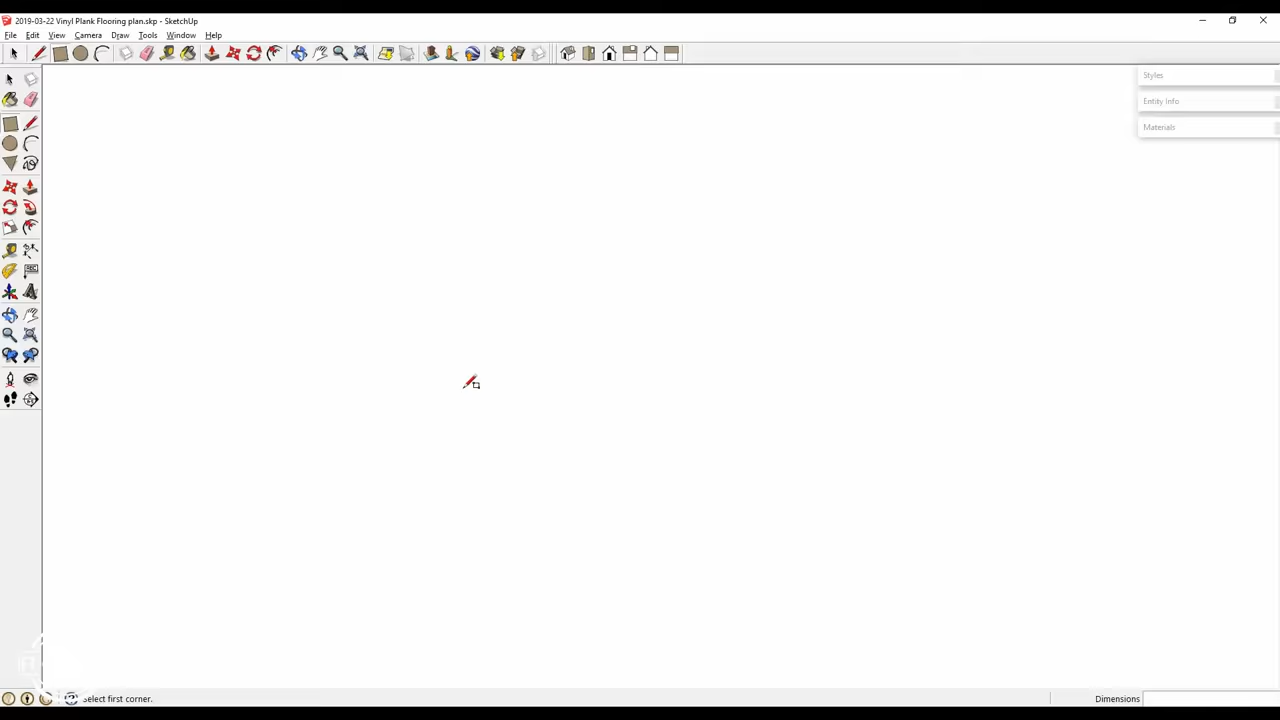 2019-03-22 Vinyl Plank Flooring plan.skp - SketchUp
File Edit View Camera Draw Tools Window Help
Styles
Entity Info
Materials
ABC
Select first corner.
Dimensions